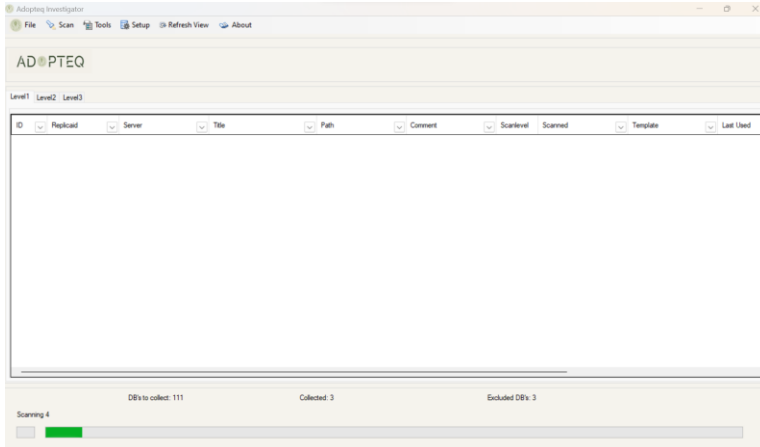 Adopteq Investigator
File Scan Tools Setup Refresh View About
ADOPTEQ
Level1 Level2 Level3
ID Replicaid Server Title Path Comment Scanlevel Scanned Template Last Used
DB's to collect: 111 Collected: 3 Excluded DB's: 3
Scanning 4